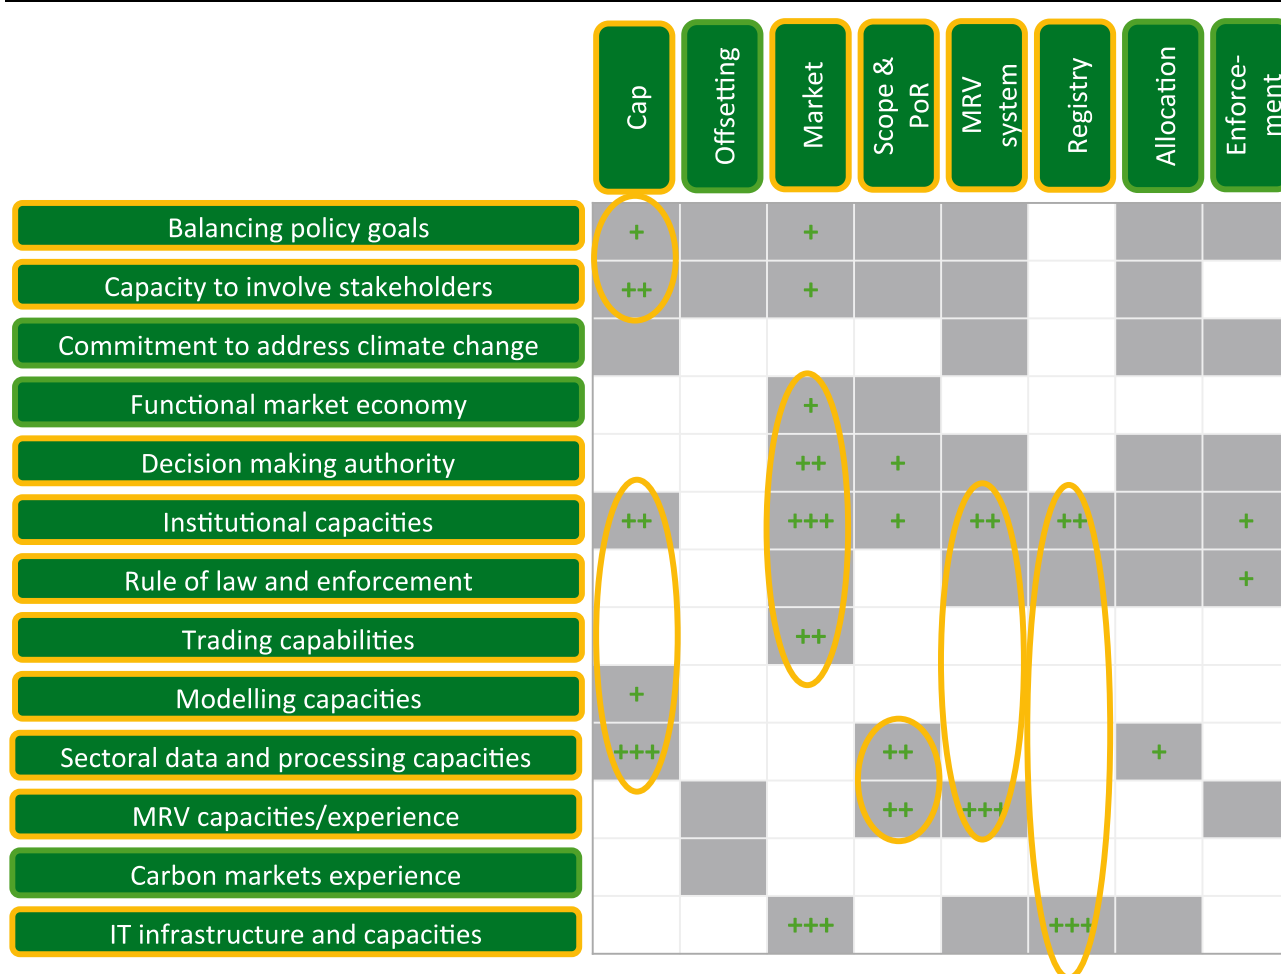 Cap
Offsetting
Market
Scope &
PoR
MRV
system
Registry
Allocation
Enforce-
ment
Balancing policy goals + +
Capacity to involve stakeholders ++ +
Commitment to address climate change
Functional market economy +
Decision making authority ++ +
Institutional capacities ++ +++ + ++ ++ +
Rule of law and enforcement +
Trading capabilities ++
Modelling capacities +
Sectoral data and processing capacities +++ ++ +
MRV capacities/experience ++ +++
Carbon markets experience
IT infrastructure and capacities +++ +++